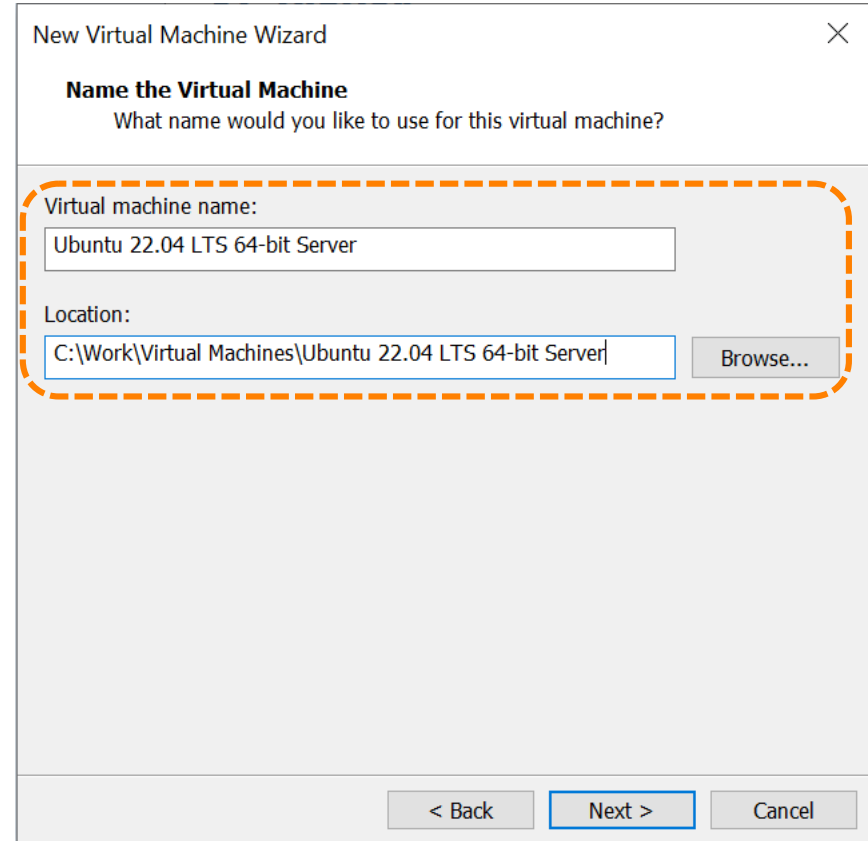 New Virtual Machine Wizard
Name the Virtual Machine
What name would you like to use for this virtual machine?
Virtual machine name:
Ubuntu 22.04 LTS 64-bit Server
Location:
C:\Work\Virtual Machines\Ubuntu 22.04 LTS 64-bit Server
Browse...
< Back
Next >
Cancel